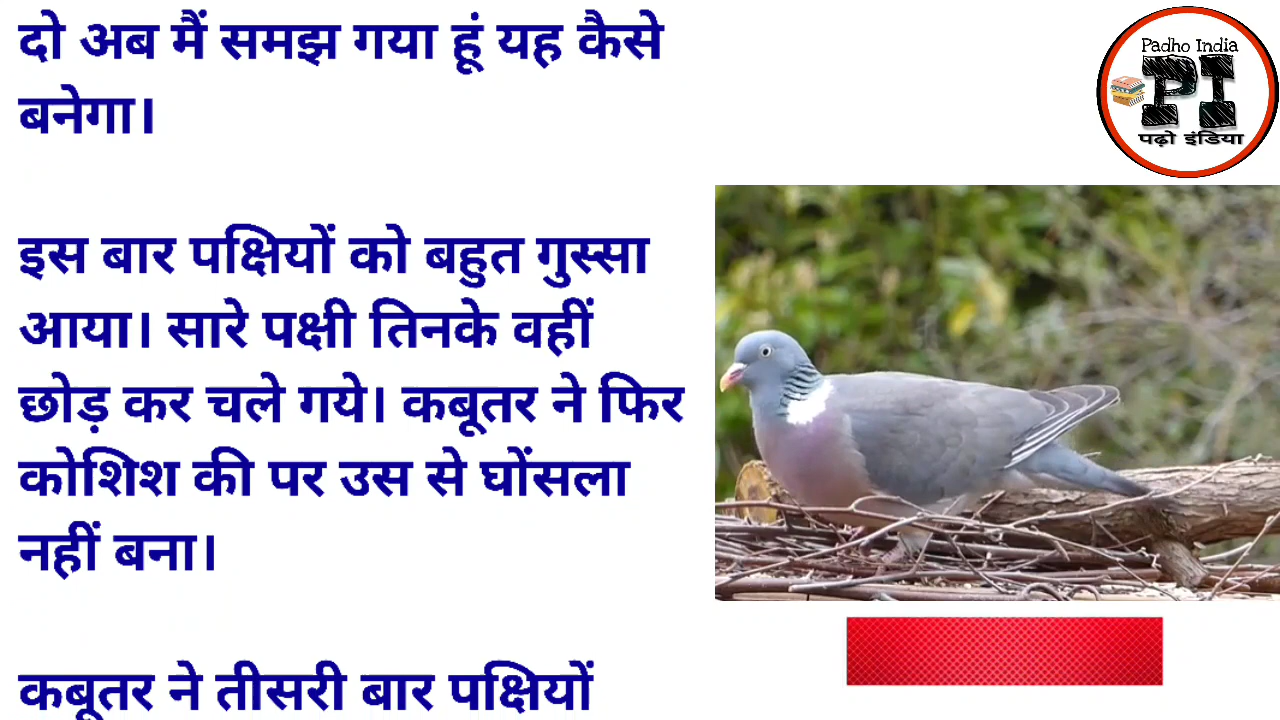 दो अब मैं समझ गया हूं यह कैसे
बनेगा।
इस बार पक्षियों को बहुत गुस्सा
आया। सारे पक्षी तिनके वहीं
छोड़ कर चले गये। कबूतर ने फिर
कोशिश की पर उस से घोंसला
नहीं बना।
कबूतर ने तीसरी बार पक्षियों
Padho India
PI
पढ़ो इंडिया